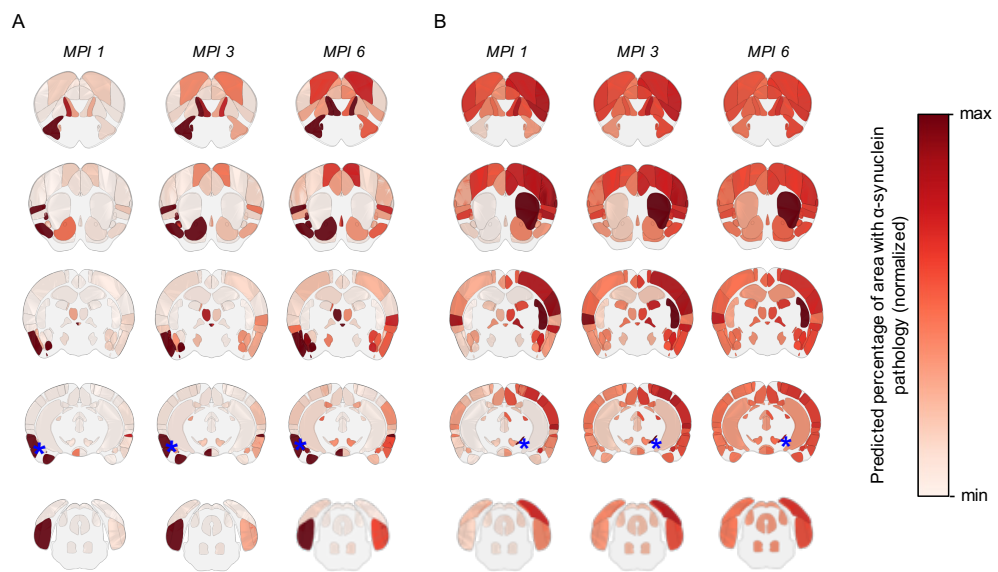 A
B
MPI 1
MPI 3
MPI 6
MPI 1
MPI 3
MPI 6
Predicted percentage of area with α-synuclein
pathology (normalized)
max
min
*
*
*
*
*
*